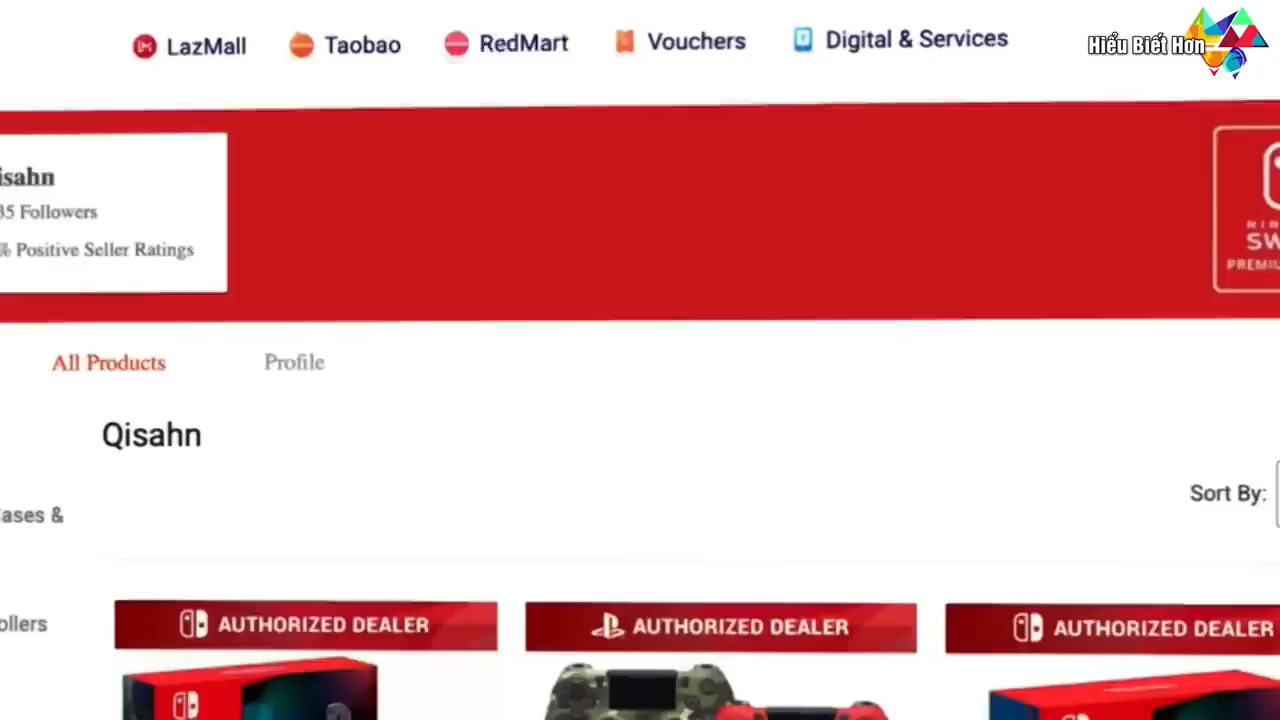 LazMall
Taobao
RedMart
Vouchers
Digital & Services
Hiểu Biết Hơn
isahn
35 Followers
% Positive Seller Ratings
SW
All Products
Profile
Qisahn
Sort By:
ases &
ollers
AUTHORIZED DEALER
AUTHORIZED DEALER
AUTHORIZED DEALER